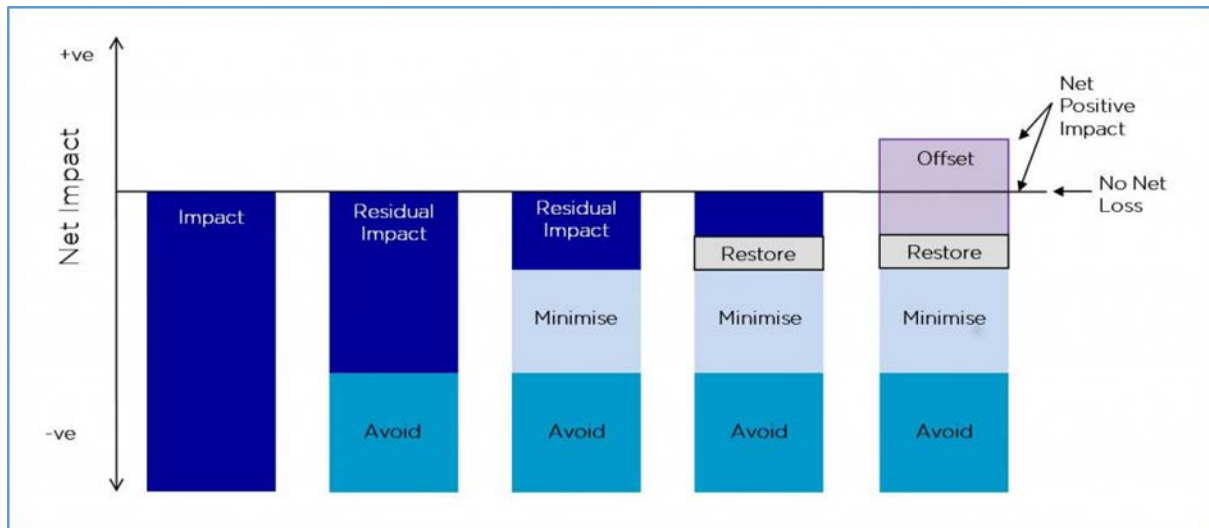 +ve
Net Impact
-ve
Impact
Residual
Impact
Avoid
Residual
Impact
Minimise
Avoid
Restore
Minimise
Avoid
Offset
Restore
Minimise
Avoid
Net
Positive
Impact
No Net
Loss